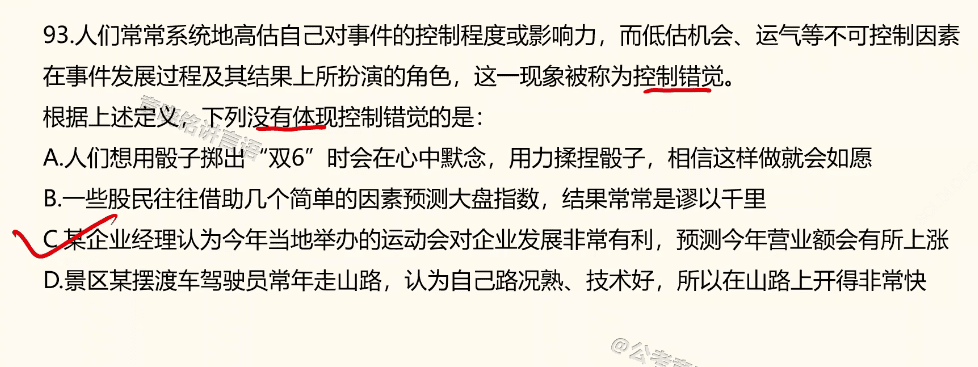 93.人们常常系统地高估自己对事件的控制程度或影响力，而低估机会、运气等不可控制因素
在事件发展过程及其结果上所扮演的角色，这一现象被称为控制错觉。
根据上述定义，下列没有体现控制错觉的是：
A.人们想用骰子掷出“双6”时会在心中默念，用力揉捏骰子，相信这样做就会如愿
B.一些股民往往借助几个简单的因素预测大盘指数，结果常常是谬以千里
C.某企业经理认为今年当地举办的运动会对企业发展非常有利，预测今年营业额会有所上涨
D.景区某摆渡车驾驶员常年走山路，认为自己路况熟、技术好，所以在山路上开得非常快
@公考